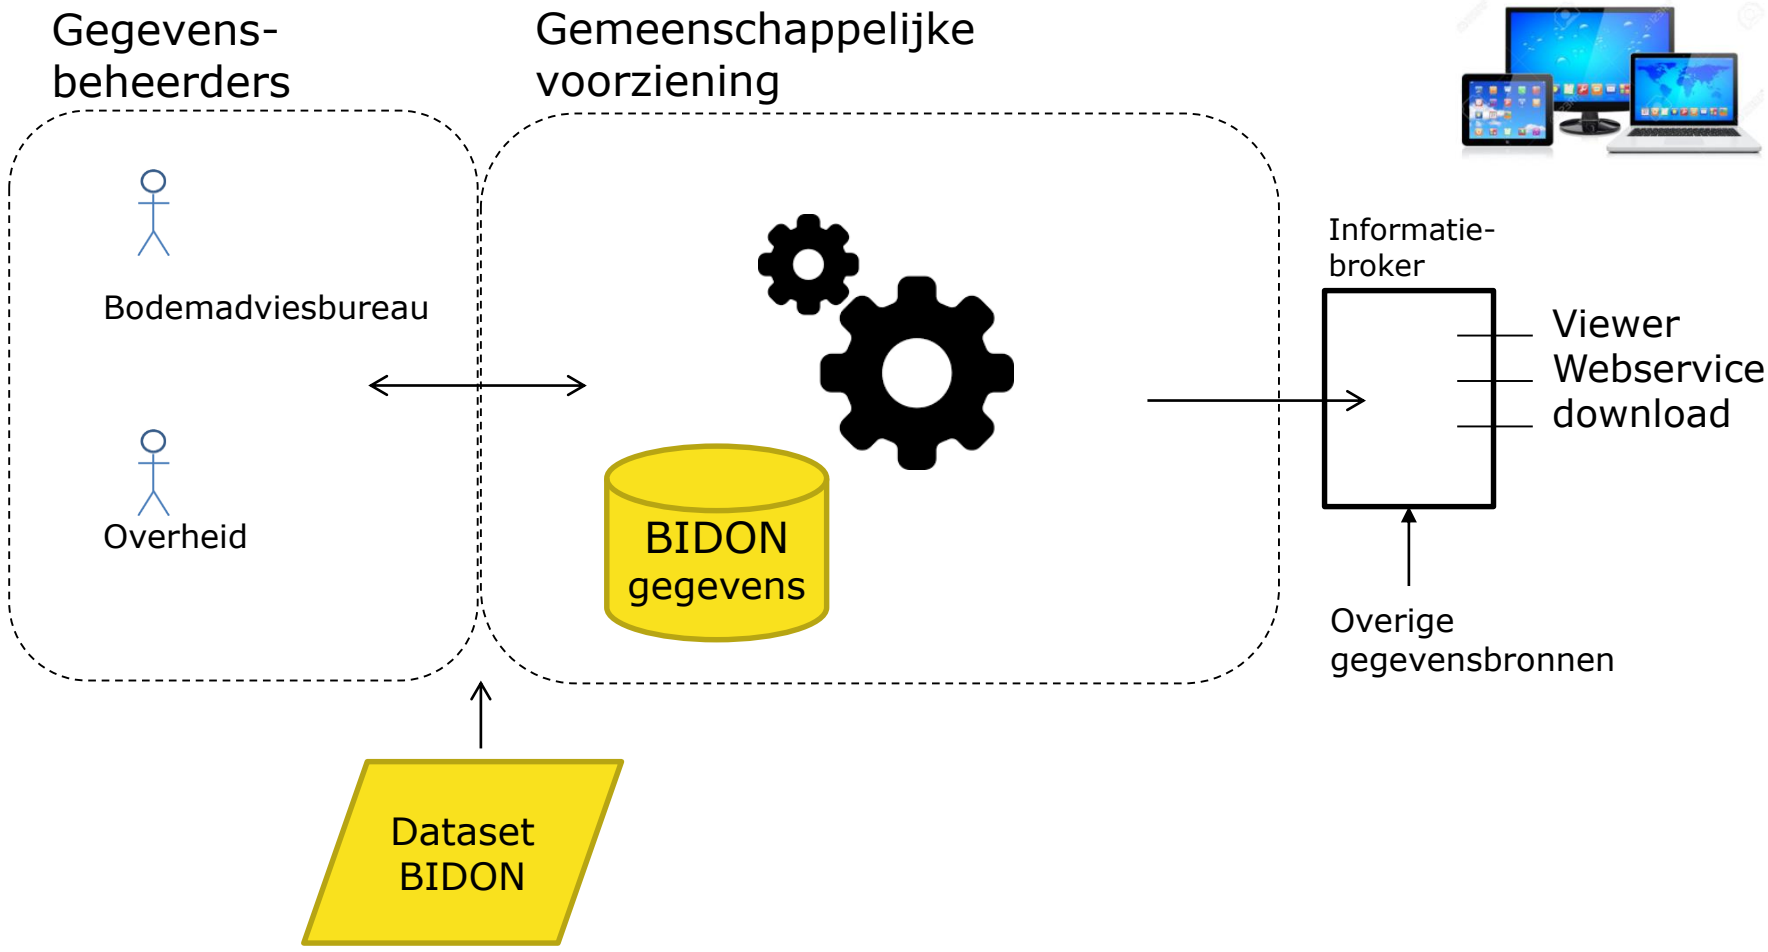 Gegevens-
beheerders
Gemeenschappelijke
voorziening
Bodemadviesbureau
Overheid
BIDON
gegevens
Dataset
BIDON
Informatie-
broker
Viewer
Webservice
download
Overige
gegevensbronnen